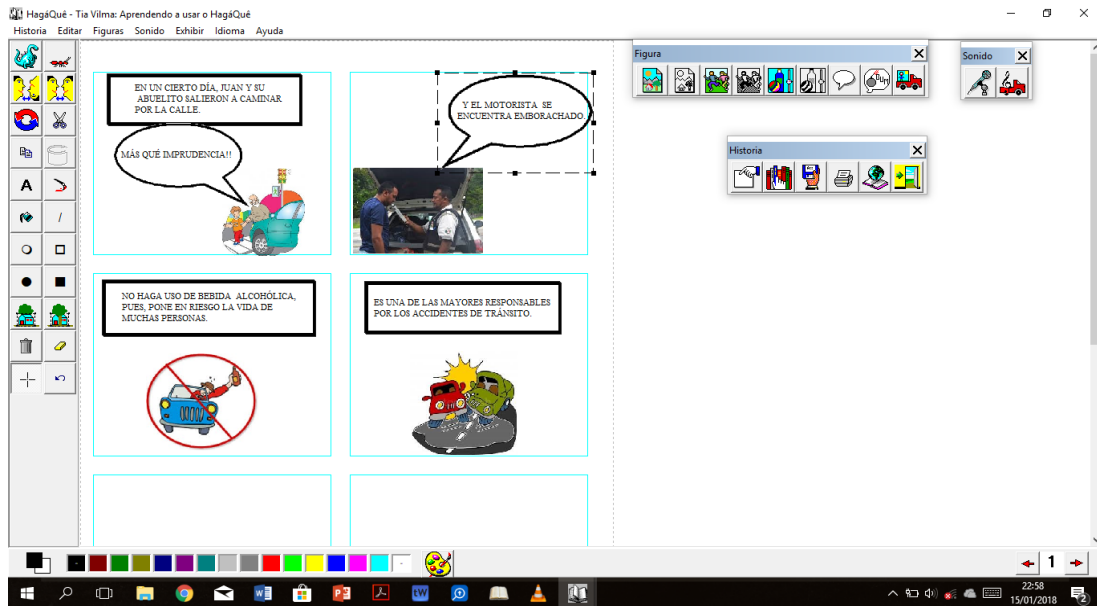 HagáQué - Tia Vilma: Aprendendo a usar o HagáQué
Historia Editar Figuras Sonido Exhibir Idioma Ayuda
Figura
Sonido
Historia
A
EN UN CIERTO DÍA, JUAN Y SU
ABUELITO SALIERON A CAMINAR
POR LA CALLE.
MÁS QUÉ IMPRUDENCIA!!
Y EL MOTORISTA SE
ENCUENTRA EMBORACHADO.
NO HAGA USO DE BEBIDA ALCOHÓLICA,
PUES, PONE EN RIESGO LA VIDA DE
MUCHAS PERSONAS.
ES UNA DE LAS MAYORES RESPONSABLES
POR LOS ACCIDENTES DE TRÁNSITO.
1
22:58
15/01/2018
2